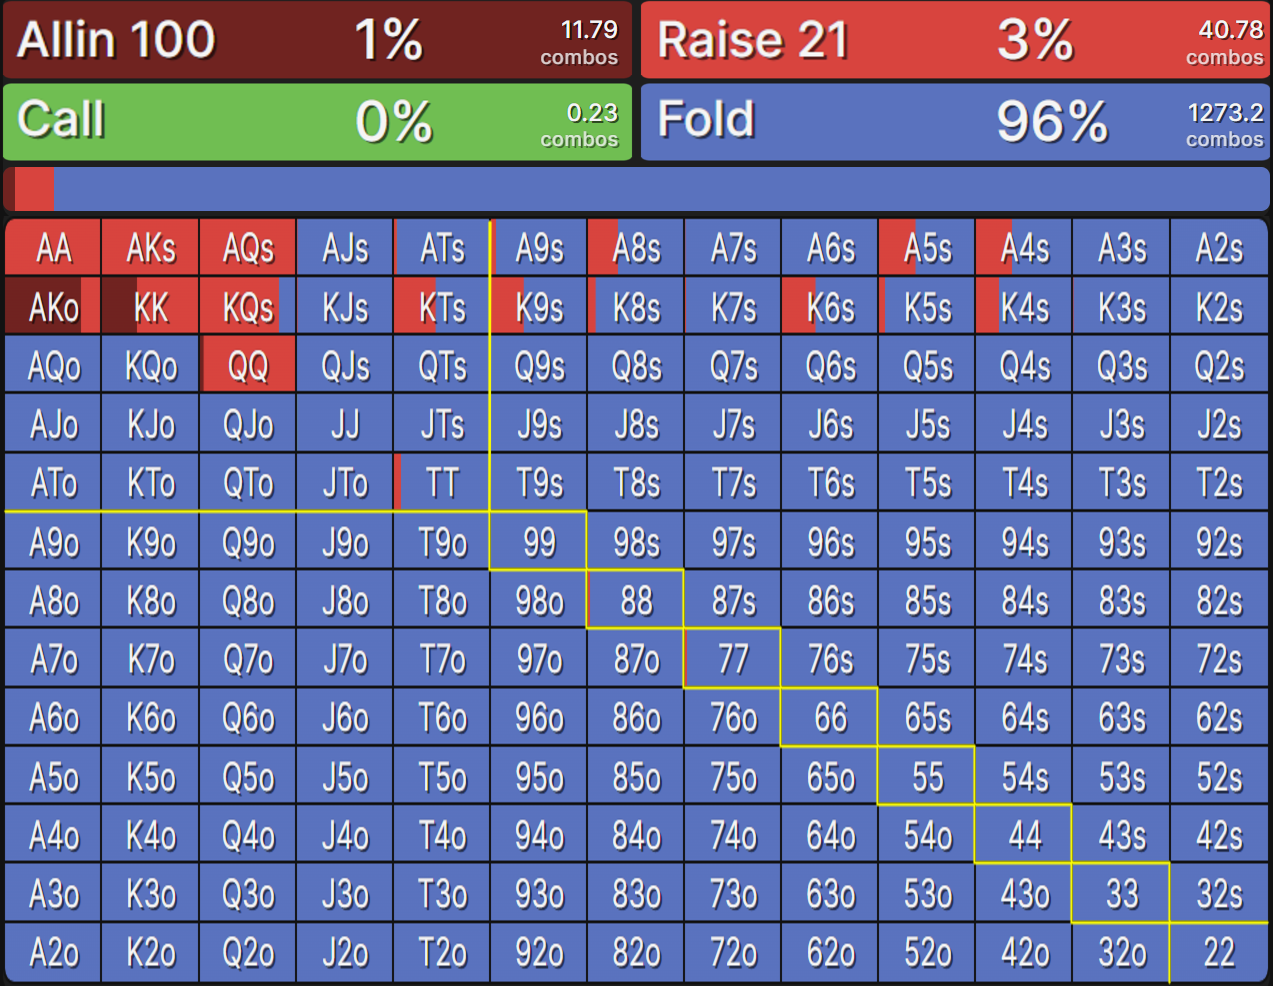 Allin 100 1% 11.79 combos
Raise 21 3% 40.78 combos
Call 0% 0.23 combos
Fold 96% 1273.2 combos
AA AKs AQs AJs ATs A9s A8s A7s A6s A5s A4s A3s A2s
AKo KK KQs KJs KTs K9s K8s K7s K6s K5s K4s K3s K2s
AQo KQo QQ QJs QTs Q9s Q8s Q7s Q6s Q5s Q4s Q3s Q2s
AJo KJo QJo JJ JTs J9s J8s J7s J6s J5s J4s J3s J2s
ATo KTo QTo JTo TT T9s T8s T7s T6s T5s T4s T3s T2s
A9o K9o Q9o J9o T9o 99 98s 97s 96s 95s 94s 93s 92s
A8o K8o Q8o J8o T8o 98o 88 87s 86s 85s 84s 83s 82s
A7o K7o Q7o J7o T7o 97o 87o 77 76s 75s 74s 73s 72s
A6o K6o Q6o J6o T6o 96o 86o 76o 66 65s 64s 63s 62s
A5o K5o Q5o J5o T5o 95o 85o 75o 65o 55 54s 53s 52s
A4o K4o Q4o J4o T4o 94o 84o 74o 64o 54o 44 43s 42s
A3o K3o Q3o J3o T3o 93o 83o 73o 63o 53o 43o 33 32s
A2o K2o Q2o J2o T2o 92o 82o 72o 62o 52o 42o 32o 22